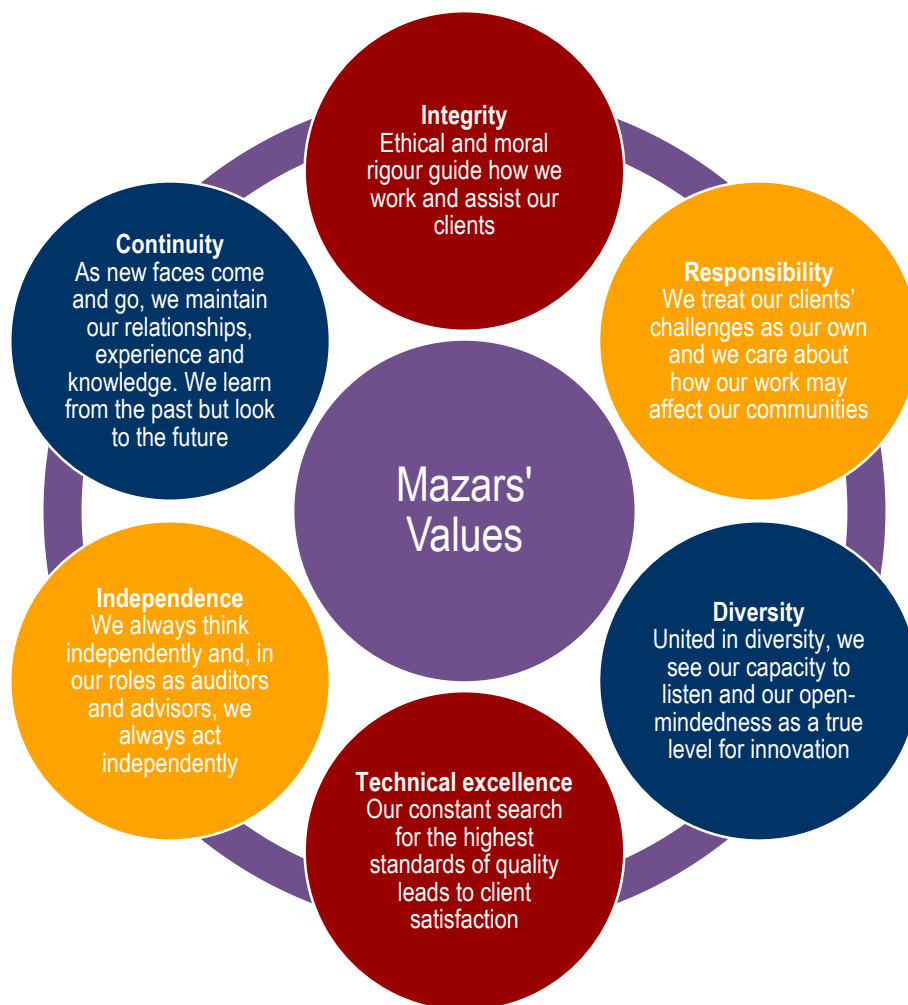 Integrity
Ethical and moral
rigour guide how we
work and assist our
clients
Responsibility
We treat our clients’
challenges as our own
and we care about
how our work may
affect our communities
Diversity
United in diversity, we
see our capacity to
listen and our open-
mindedness as a true
level for innovation
Technical excellence
Our constant search
for the highest
standards of quality
leads to client
satisfaction
Independence
We always think
independently and, in
our roles as auditors
and advisors, we
always act
independently
Continuity
As new faces come
and go, we maintain
our relationships,
experience and
knowledge. We learn
from the past but look
to the future
Mazars'
Values